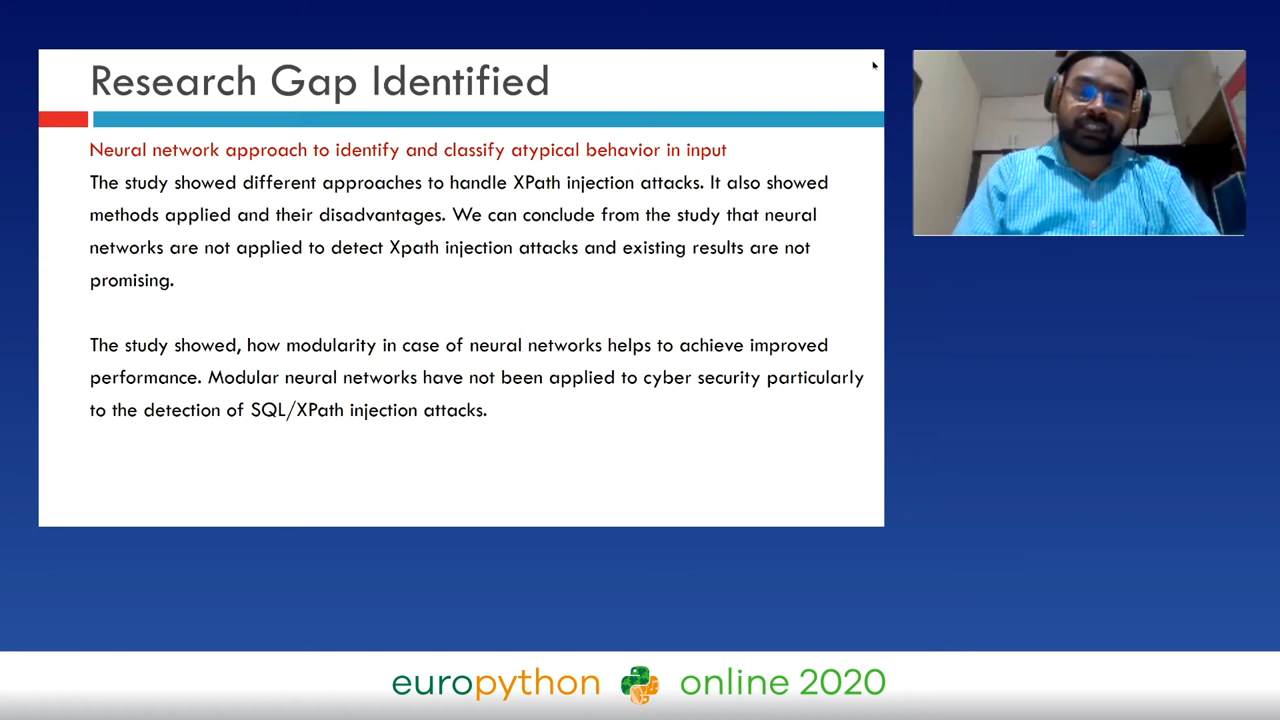 Research Gap Identified
Neural network approach to identify and classify atypical behavior in input
The study showed different approaches to handle XPath injection attacks. It also showed
methods applied and their disadvantages. We can conclude from the study that neural
networks are not applied to detect Xpath injection attacks and existing results are not
promising.
The study showed, how modularity in case of neural networks helps to achieve improved
performance. Modular neural networks have not been applied to cyber security particularly
to the detection of SQL/XPath injection attacks.
europython online 2020